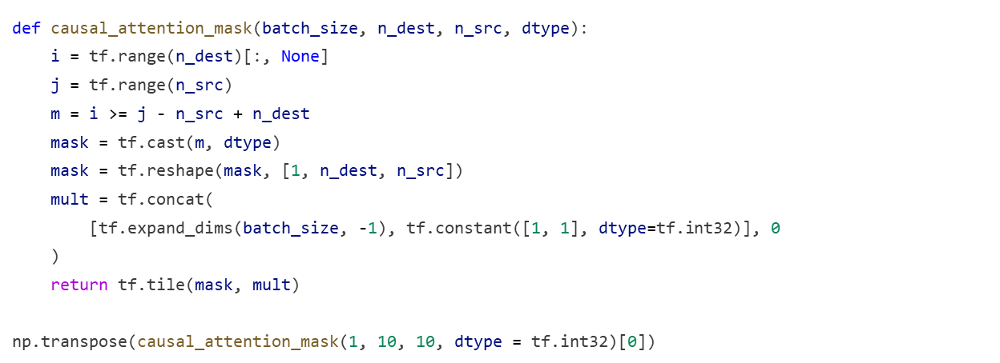 def causal_attention_mask(batch_size, n_dest, n_src, dtype):
    i = tf.range(n_dest)[:, None]
    j = tf.range(n_src)
    m = i >= j - n_src + n_dest
    mask = tf.cast(m, dtype)
    mask = tf.reshape(mask, [1, n_dest, n_src])
    mult = tf.concat(
        [tf.expand_dims(batch_size, -1), tf.constant([1, 1], dtype=tf.int32)], 0
    )
    return tf.tile(mask, mult)

np.transpose(causal_attention_mask(1, 10, 10, dtype = tf.int32)[0])